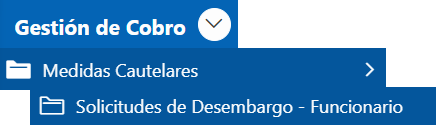 Gestión de Cobro
Medidas Cautelares
Solicitudes de Desembargo - Funcionario